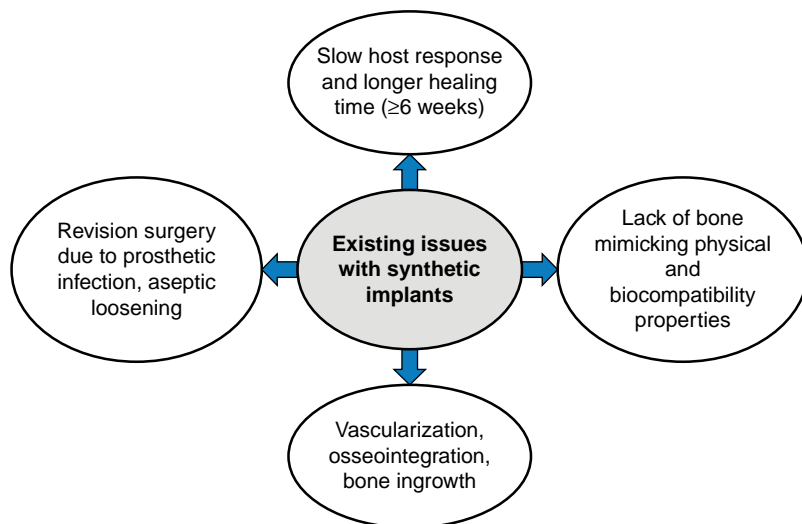 Slow host response
and longer healing
time (≥6 weeks)
Revision surgery
due to prosthetic
infection, aseptic
loosening
Existing issues
with synthetic
implants
Lack of bone
mimicking physical
and
biocompatibility
properties
Vascularization,
osseointegration,
bone ingrowth